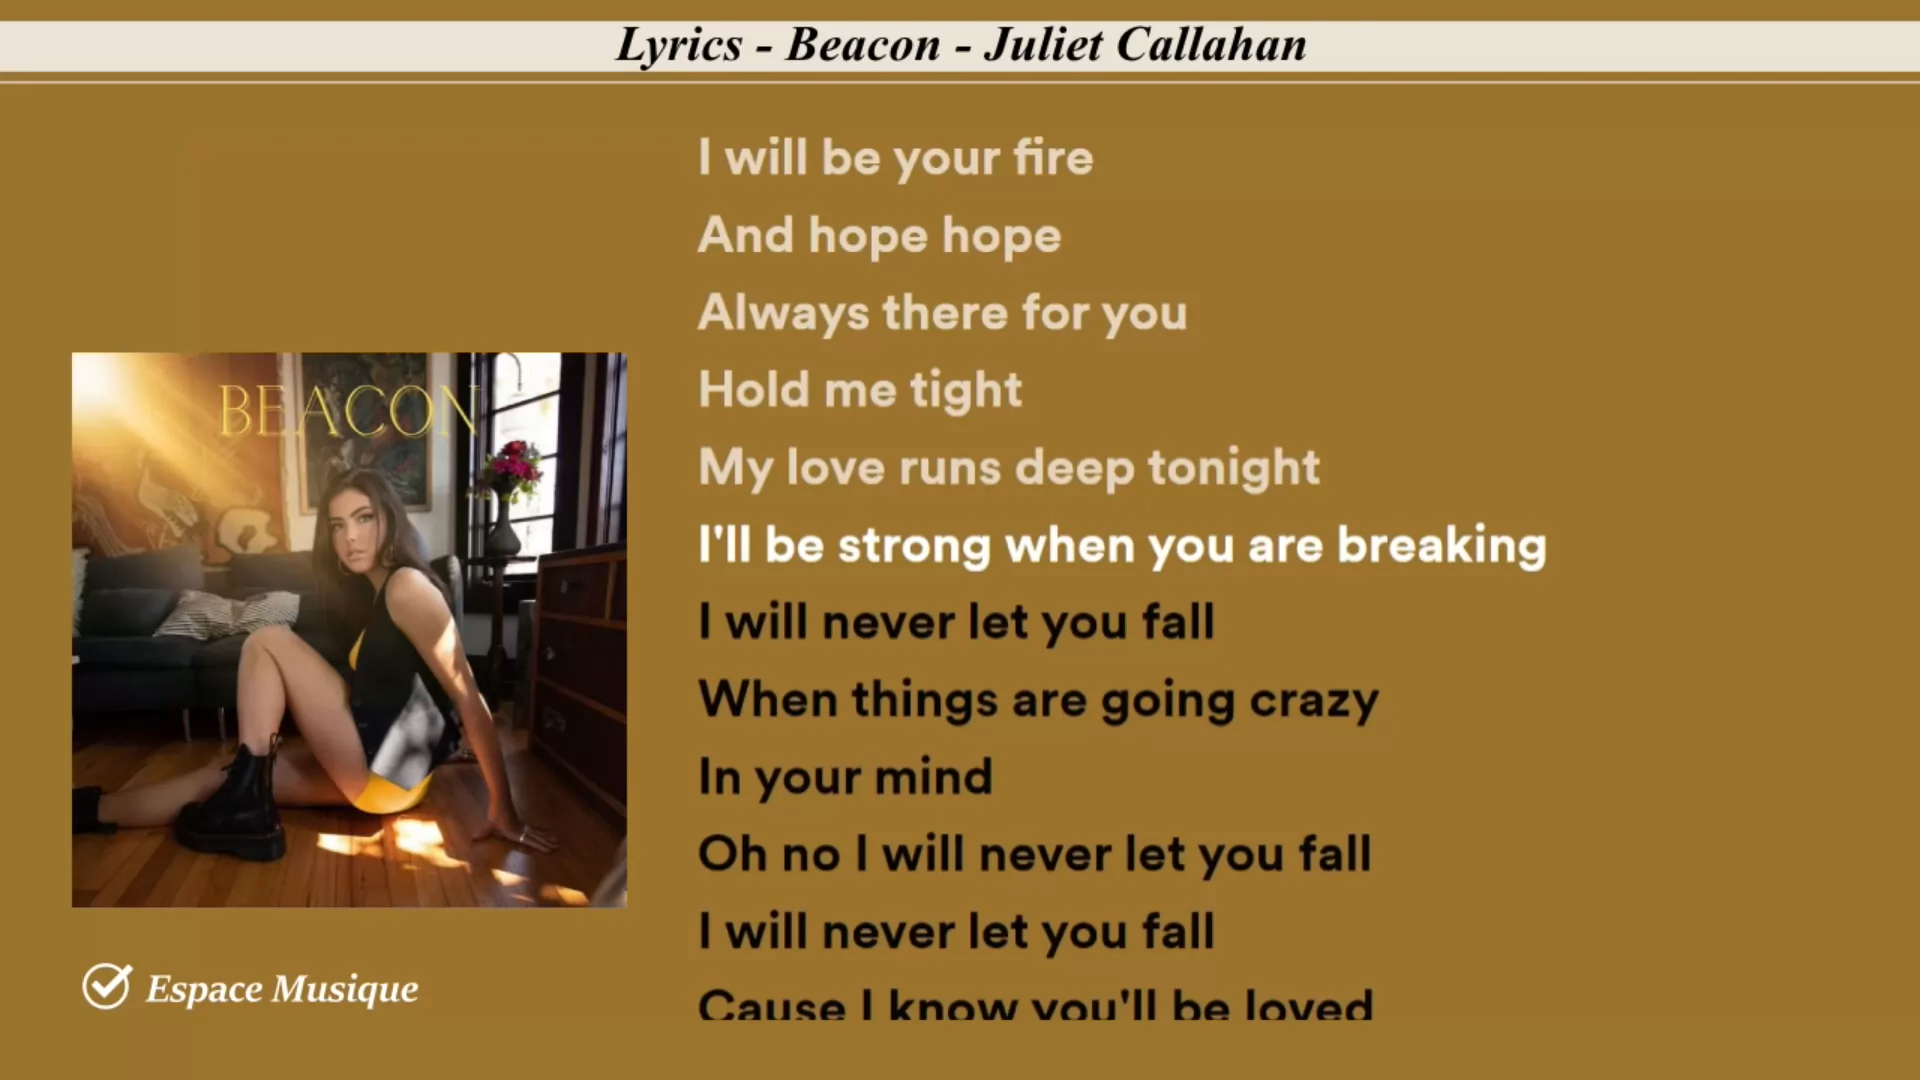 Lyrics - Beacon - Juliet Callahan
I will be your fire
And hope hope
Always there for you
Hold me tight
My love runs deep tonight
I'll be strong when you are breaking
I will never let you fall
When things are going crazy
In your mind
Oh no I will never let you fall
I will never let you fall
Cause I know you'll be loved
BEACON
Espace Musique